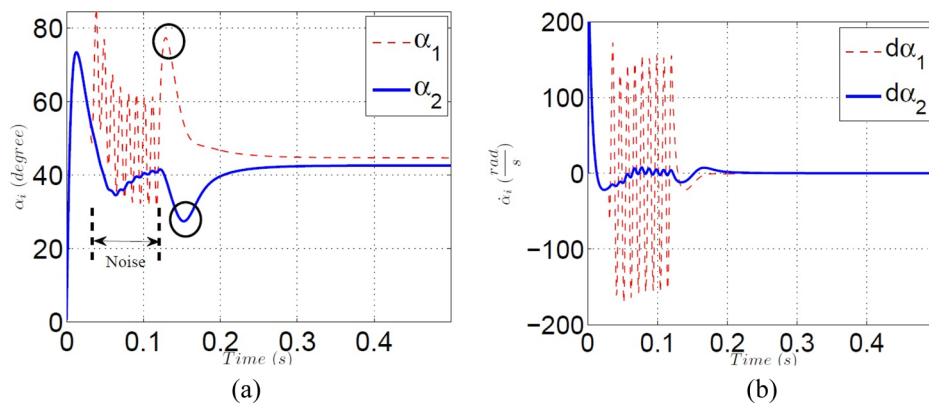 80
60
40
20
0
α_i (degree)
α_1
α_2
Noise
0 0.1 0.2 0.3 0.4
Time (s)
(a)
200
100
0
−100
−200
α̇_i (rad/s)
dα_1
dα_2
0 0.1 0.2 0.3 0.4
Time (s)
(b)